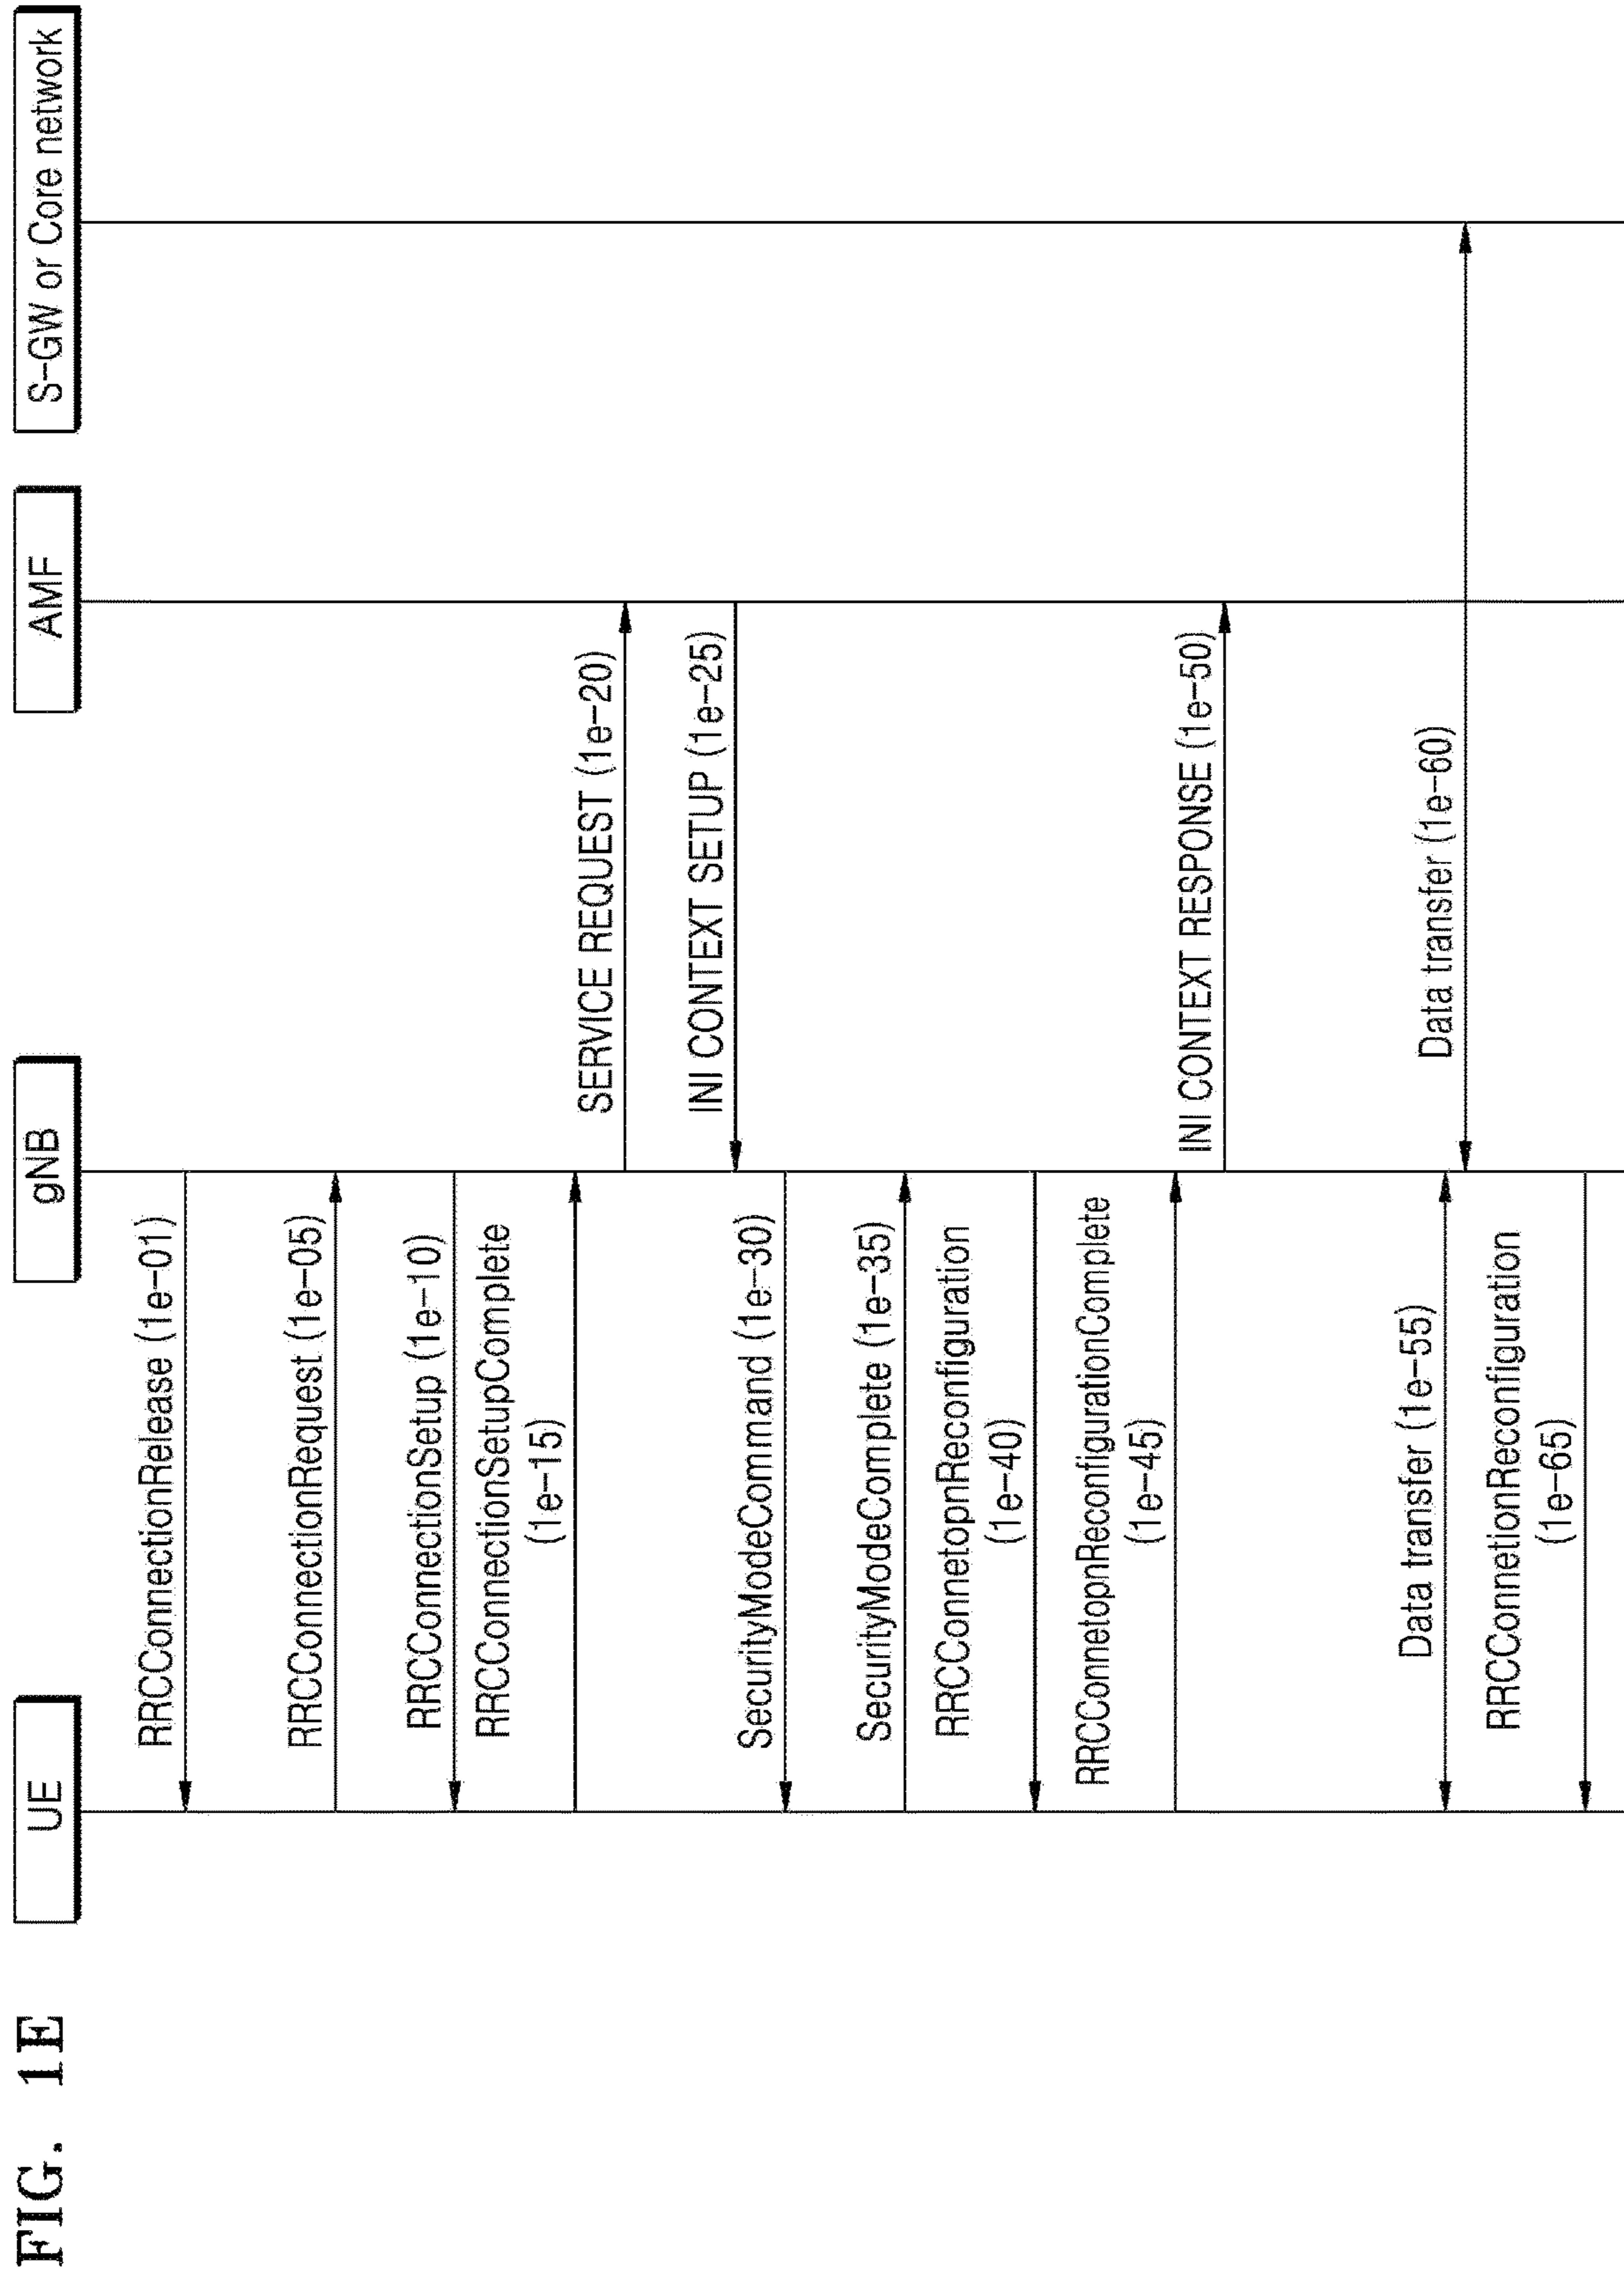 FIG. 1E
UE
gNB
AMF
S-GW or Core network
RRCConnectionRelease (1e-01)
RRCConnectionRequest (1e-05)
RRCConnectionSetup (1e-10)
RRCConnectionSetupComplete
(1e-15)
SERVICE REQUEST (1e-20)
INI CONTEXT SETUP (1e-25)
SecurityModeCommand (1e-30)
SecurityModeComplete (1e-35)
RRCConnetopnReconfiguration
(1e-40)
RRCConnetopnReconfigurationComplete
(1e-45)
INI CONTEXT RESPONSE (1e-50)
Data transfer (1e-55)
Data transfer (1e-60)
RRCConnetionReconfiguration
(1e-65)